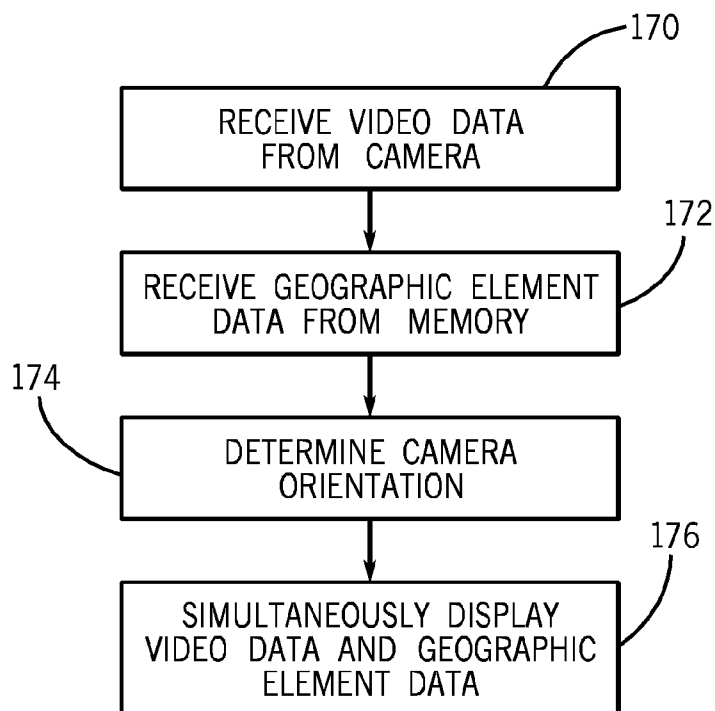 170
RECEIVE VIDEO DATA
FROM CAMERA
172
RECEIVE GEOGRAPHIC ELEMENT
DATA FROM MEMORY
174
DETERMINE CAMERA
ORIENTATION
176
SIMULTANEOUSLY DISPLAY
VIDEO DATA AND GEOGRAPHIC
ELEMENT DATA